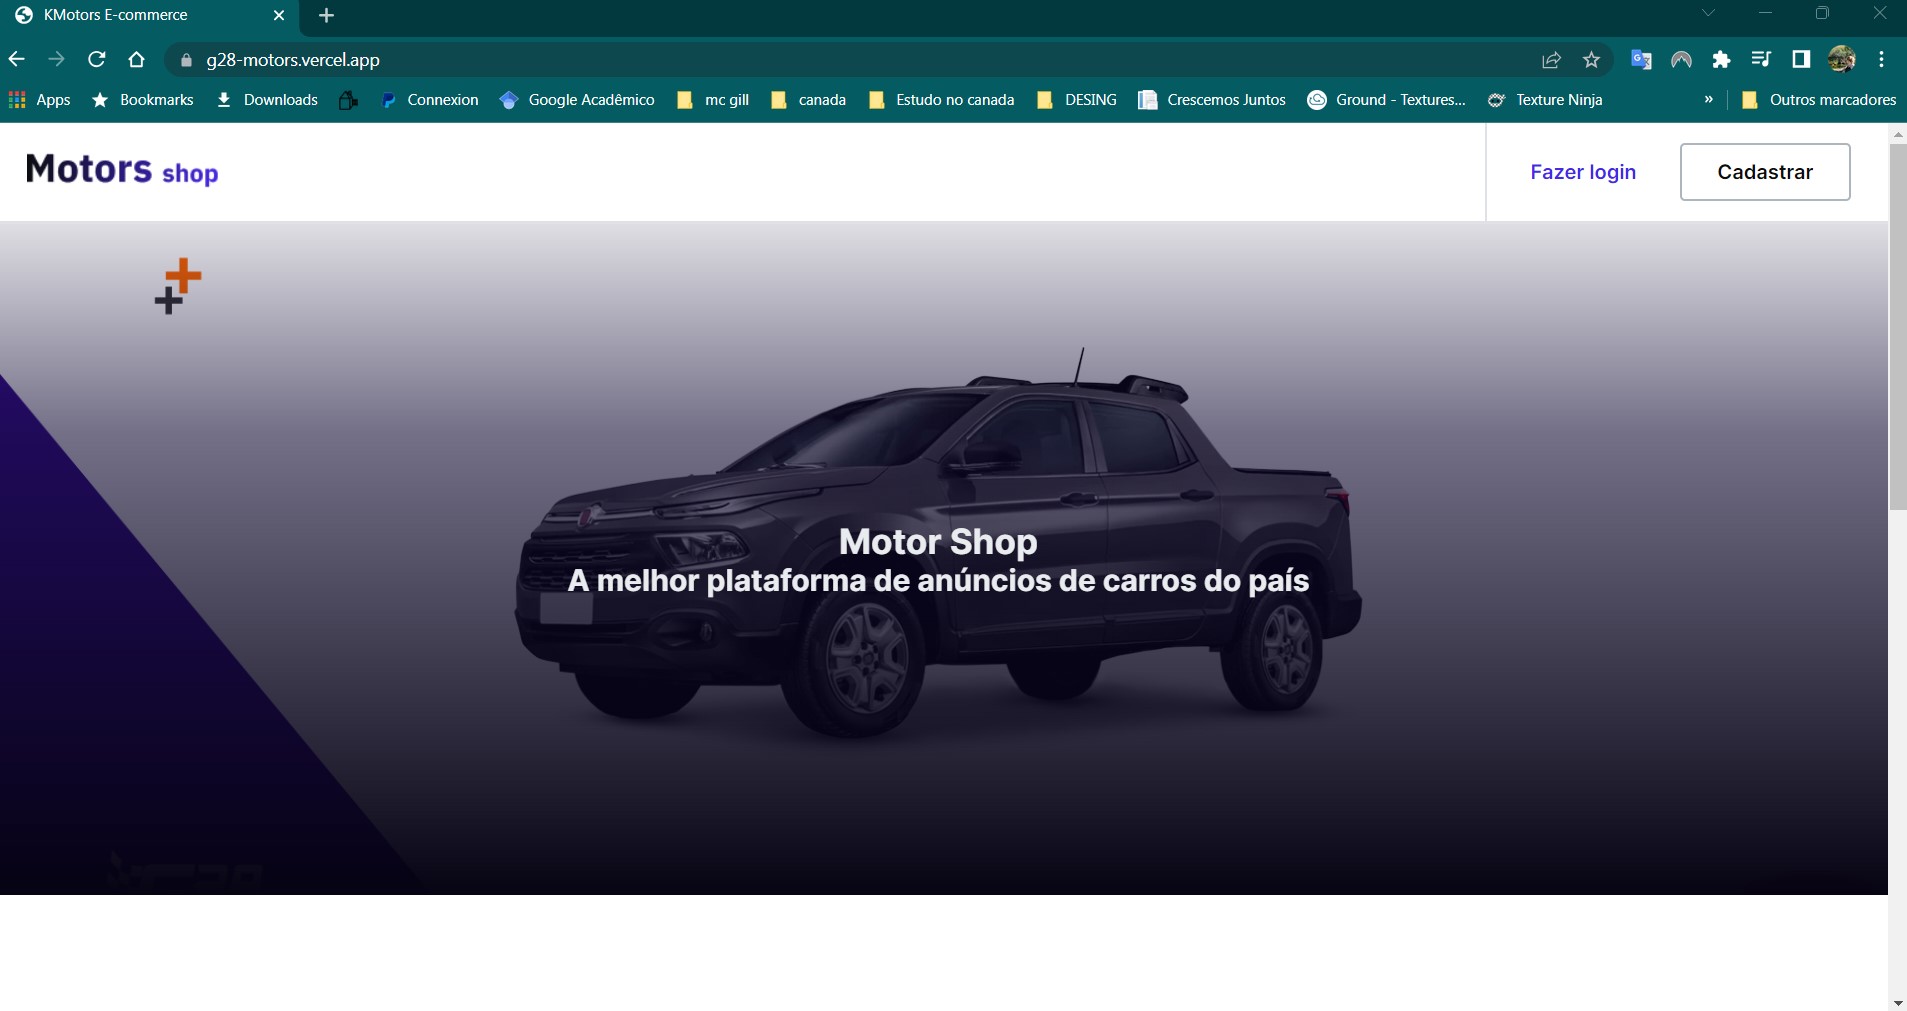 KMotors E-commerce
g28-motors.vercel.app
Apps Bookmarks Downloads Connexion Google Acadêmico mc gill canada Estudo no canada DESING Crescemos Juntos Ground - Textures... Texture Ninja » Outros marcadores
Motors shop
Fazer login Cadastrar
Motor Shop
A melhor plataforma de anúncios de carros do país